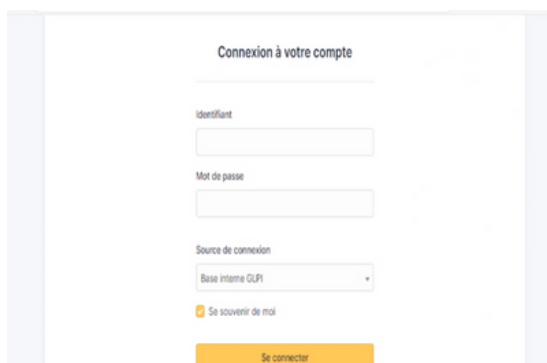 Connexion à votre compte
Identifiant
Mot de passe
Source de connexion
Base interne GLPI
Se souvenir de moi
Se connecter